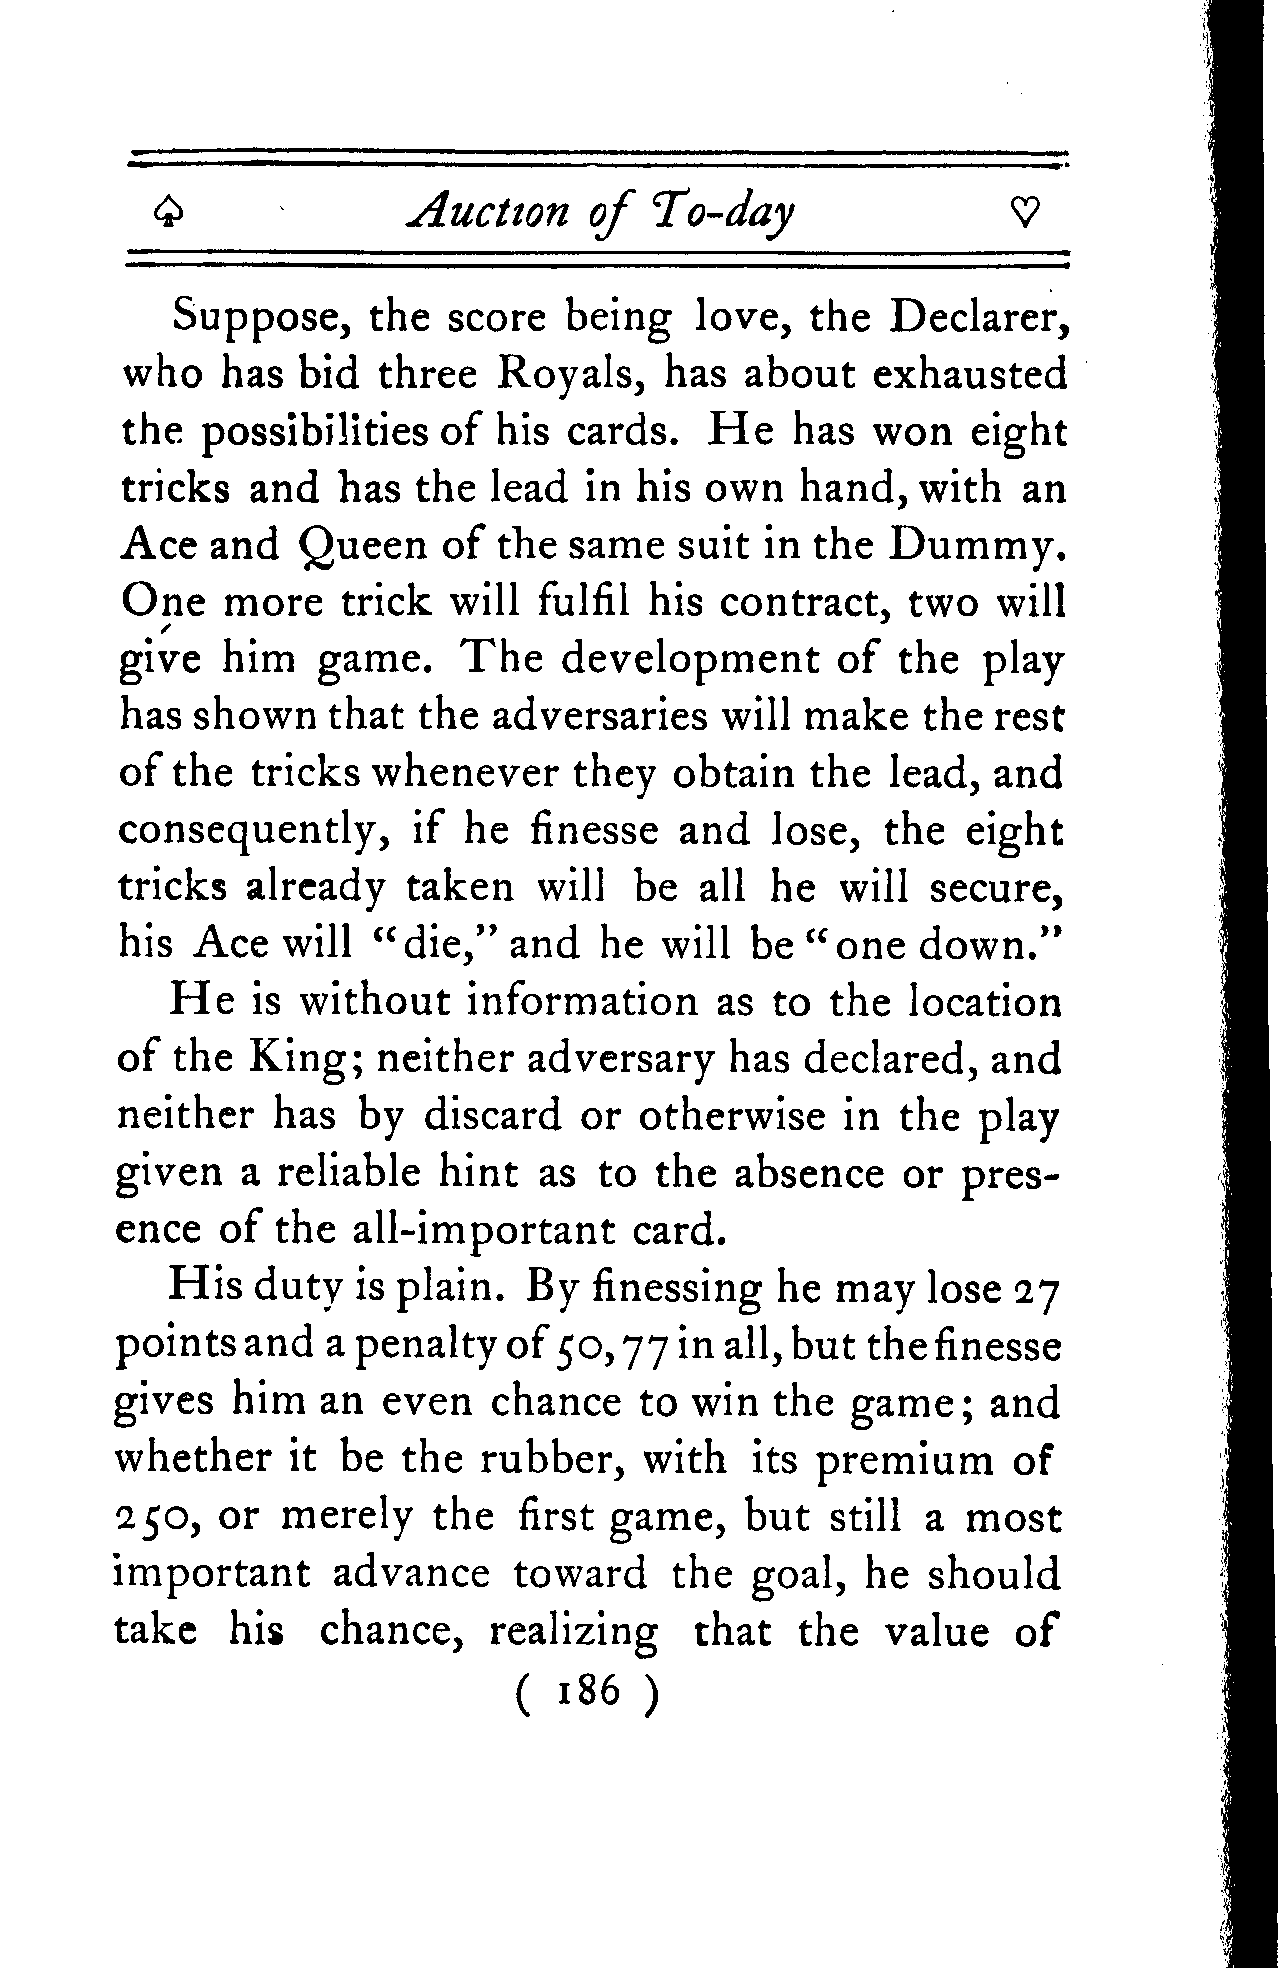 ♤ Auction of To-day ♡
Suppose, the score being love, the Declarer,
who has bid three Royals, has about exhausted
the possibilities of his cards. He has won eight
tricks and has the lead in his own hand, with an
Ace and Queen of the same suit in the Dummy.
One more trick will fulfil his contract, two will
give him game. The development of the play
has shown that the adversaries will make the rest
of the tricks whenever they obtain the lead, and
consequently, if he finesse and lose, the eight
tricks already taken will be all he will secure,
his Ace will "die," and he will be "one down."
He is without information as to the location
of the King; neither adversary has declared, and
neither has by discard or otherwise in the play
given a reliable hint as to the absence or pres-
ence of the all-important card.
His duty is plain. By finessing he may lose 27
points and a penalty of 50, 77 in all, but the finesse
gives him an even chance to win the game; and
whether it be the rubber, with its premium of
250, or merely the first game, but still a most
important advance toward the goal, he should
take his chance, realizing that the value of
( 186 )